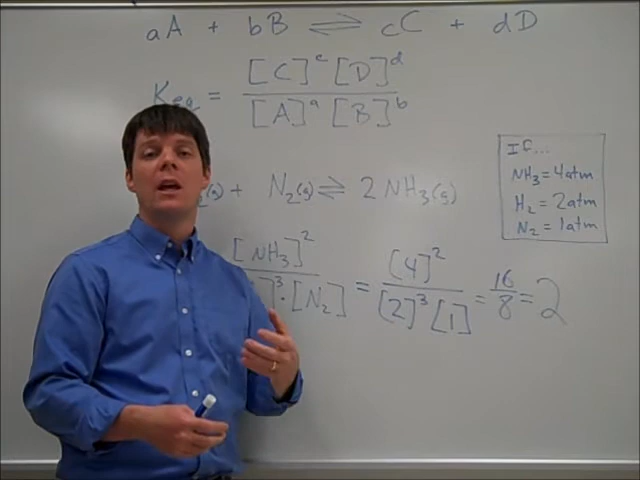 aA + bB ⇌ cC + dD
Keq = [C]ᶜ [D]ᵈ
[A]ᵃ [B]ᵇ
If...
NH₃ = 4atm
H₂ = 2atm
N₂ = 1atm
(g) + N₂(g) ⇌ 2 NH₃(g)
[NH₃]² = [4]² = 16 = 2
]³ · [N₂] [2]³ [1] 8